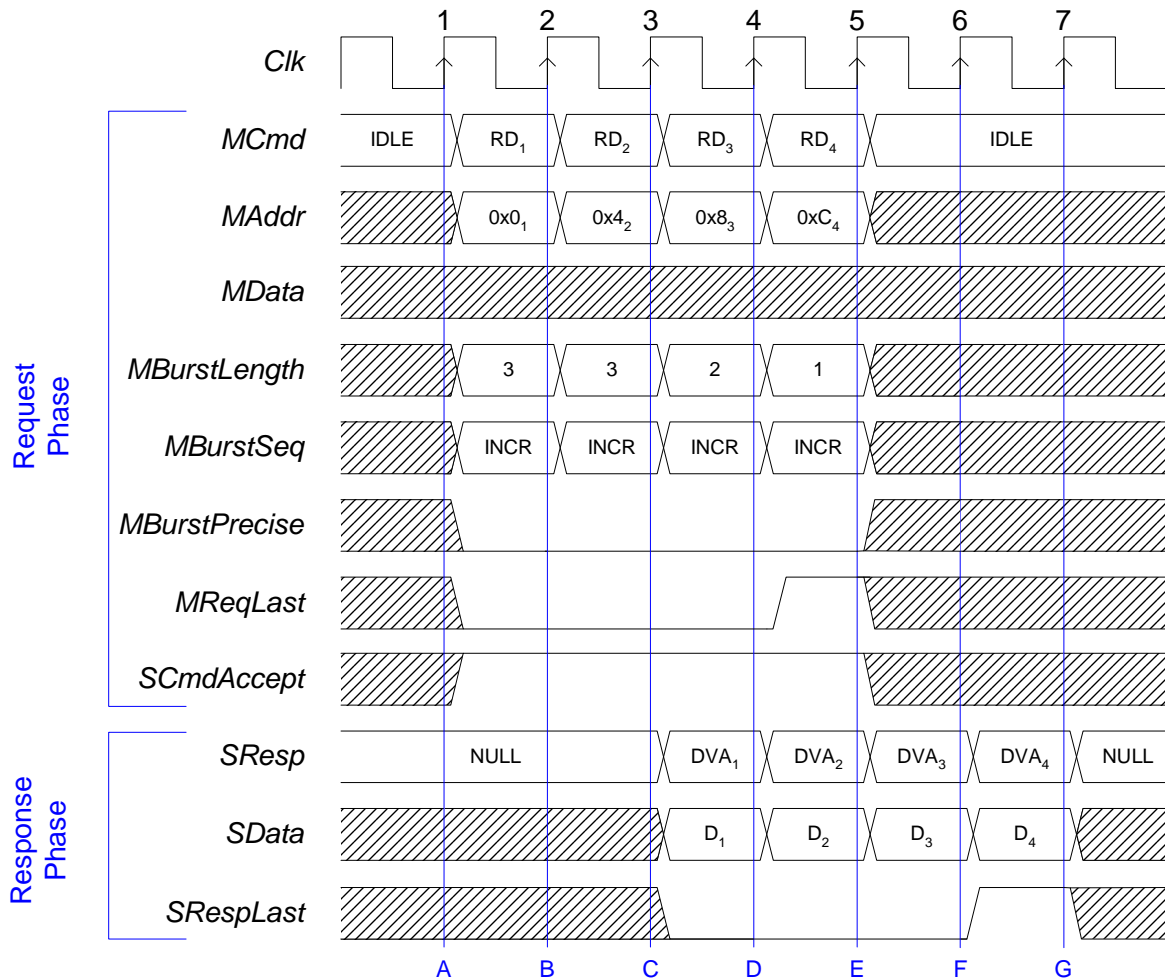 1 2 3 4 5 6 7
Clk
MCmd IDLE RD1 RD2 RD3 RD4 IDLE
MAddr 0x01 0x42 0x83 0xC4
MData
MBurstLength 3 3 2 1
MBurstSeq INCR INCR INCR INCR
MBurstPrecise
MReqLast
SCmdAccept
Request
Phase
SResp NULL DVA1 DVA2 DVA3 DVA4 NULL
SData D1 D2 D3 D4
SRespLast
Response
Phase
A B C D E F G